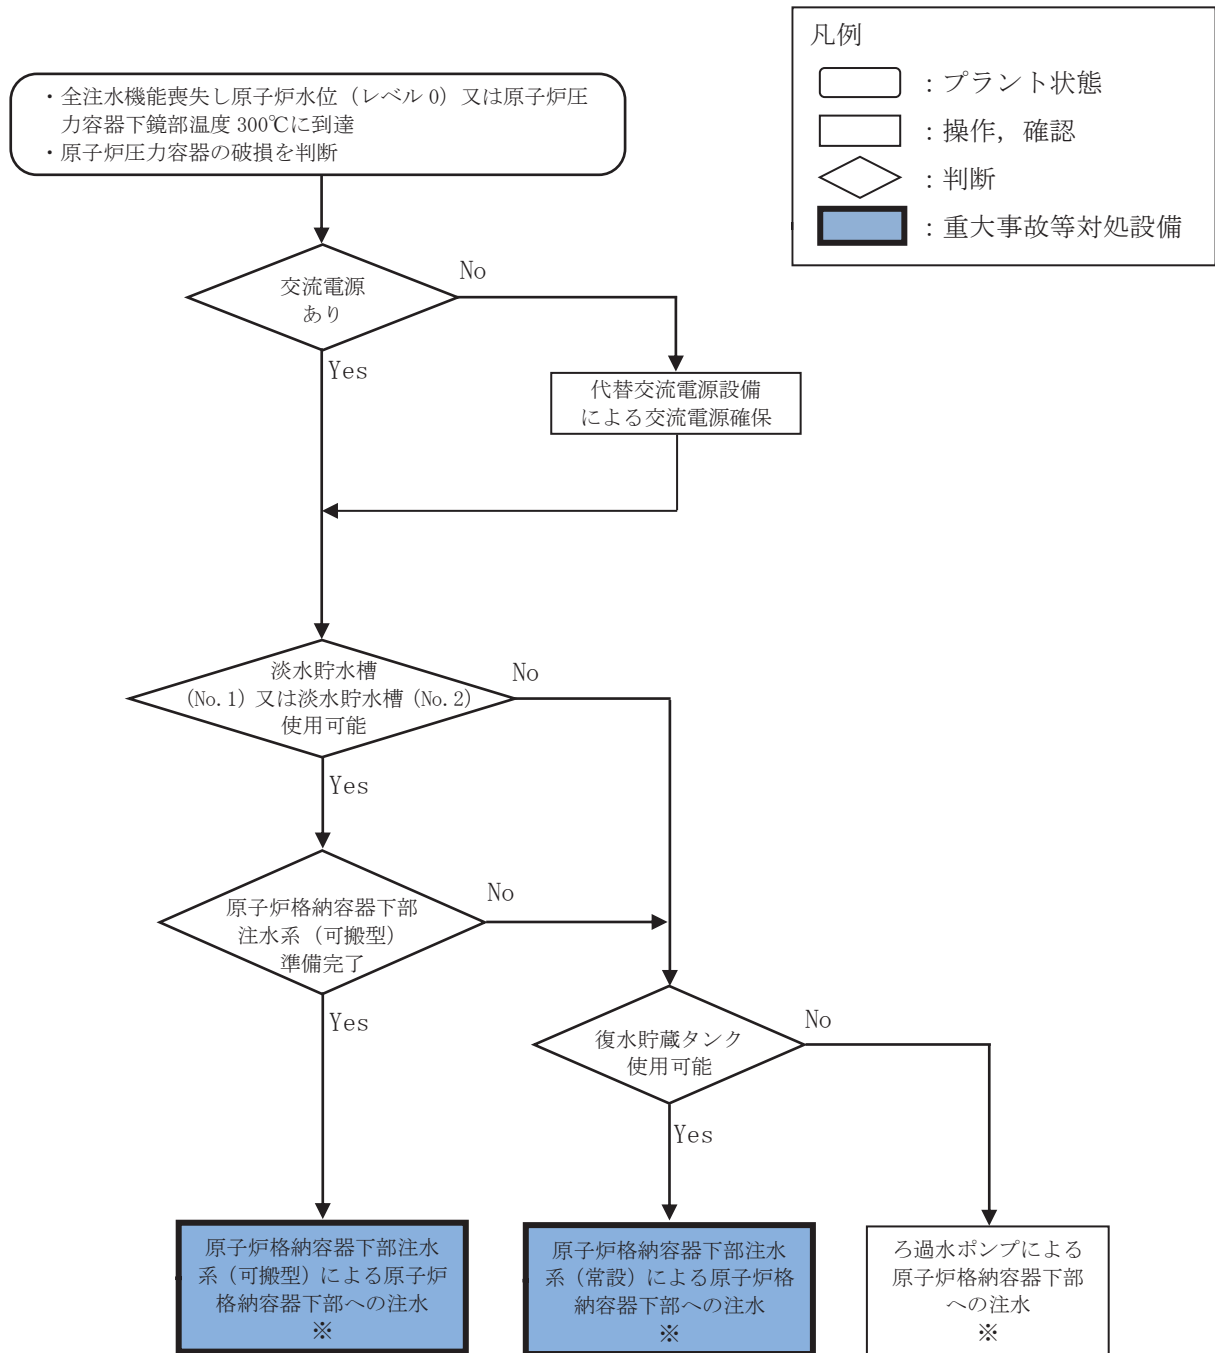 凡例
：プラント状態
：操作，確認
：判断
：重大事故等対処設備
・全注水機能喪失し原子炉水位（レベル 0）又は原子炉圧
力容器下鏡部温度 300℃に到達
・原子炉圧力容器の破損を判断
交流電源
あり
No
Yes
代替交流電源設備
による交流電源確保
淡水貯水槽
(No.1) 又は淡水貯水槽 (No.2)
使用可能
No
Yes
原子炉格納容器下部
注水系（可搬型）
準備完了
No
Yes
復水貯蔵タンク
使用可能
No
Yes
原子炉格納容器下部注水
系（可搬型）による原子炉
格納容器下部への注水
※
原子炉格納容器下部注水
系（常設）による原子炉格
納容器下部への注水
※
ろ過水ポンプによる
原子炉格納容器下部
への注水
※